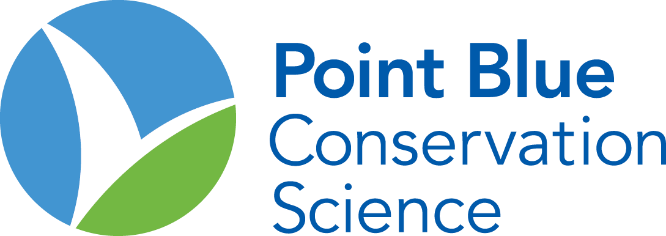 Point Blue
Conservation
Science